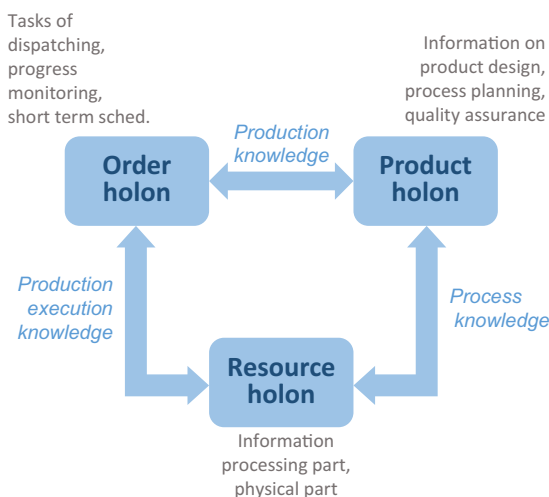 Tasks of
dispatching,
progress
monitoring,
short term sched.
Information on
product design,
process planning,
quality assurance
Production
knowledge
Order
holon
Product
holon
Production
execution
knowledge
Process
knowledge
Resource
holon
Information
processing part,
physical part